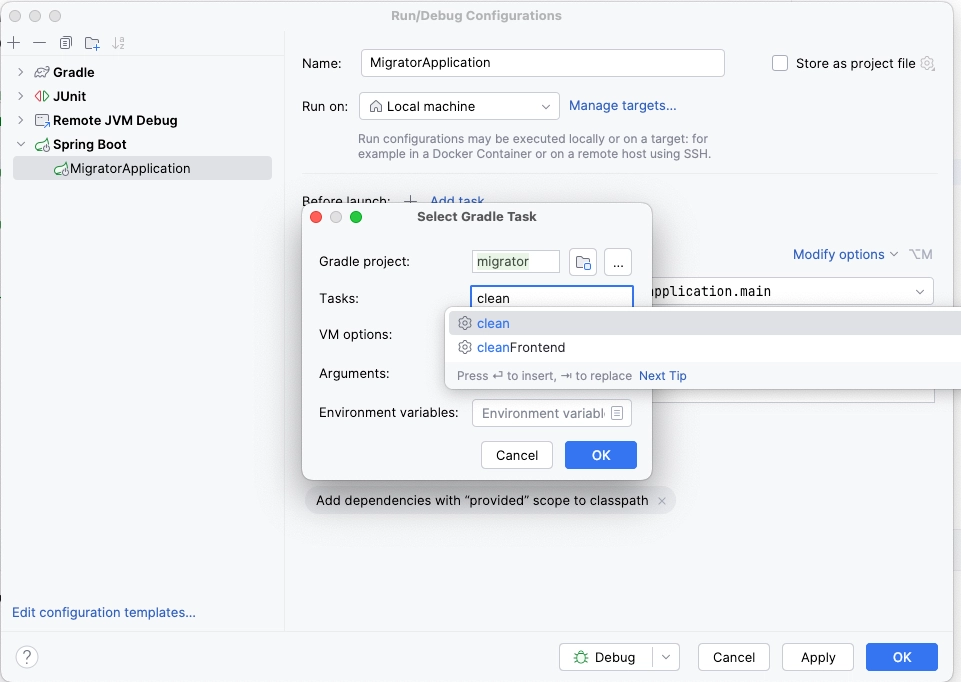 Run/Debug Configurations
Gradle
JUnit
Remote JVM Debug
Spring Boot
MigratorApplication
Edit configuration templates...
Name: MigratorApplication Store as project file
Run on: Local machine Manage targets...
Run configurations may be executed locally or on a target: for
example in a Docker Container or on a remote host using SSH.
Before launch: Add task
Modify options ⌥M
application.main
Select Gradle Task
Gradle project: migrator ...
Tasks: clean
clean
cleanFrontend
Press ↵ to insert, ⇥ to replace Next Tip
VM options:
Arguments:
Environment variables: Environment variabl
Cancel OK
Add dependencies with “provided” scope to classpath
? Debug Cancel Apply OK